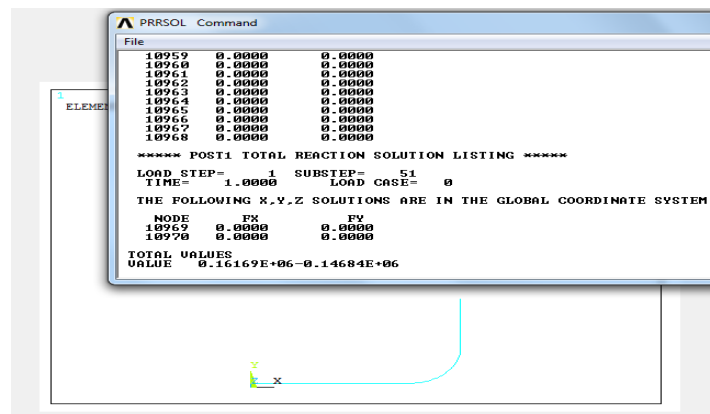 PRRSOL Command
File
10959 0.0000 0.0000
10960 0.0000 0.0000
10961 0.0000 0.0000
10962 0.0000 0.0000
10963 0.0000 0.0000
10964 0.0000 0.0000
10965 0.0000 0.0000
10966 0.0000 0.0000
10967 0.0000 0.0000
10968 0.0000 0.0000
***** POST1 TOTAL REACTION SOLUTION LISTING *****
LOAD STEP= 1 SUBSTEP= 51
TIME= 1.0000 LOAD CASE= 0
THE FOLLOWING X,Y,Z SOLUTIONS ARE IN THE GLOBAL COORDINATE SYSTEM
NODE FX FY
10969 0.0000 0.0000
10970 0.0000 0.0000
TOTAL VALUES
VALUE 0.16169E+06-0.14684E+06
1
ELEME
Y
Z X